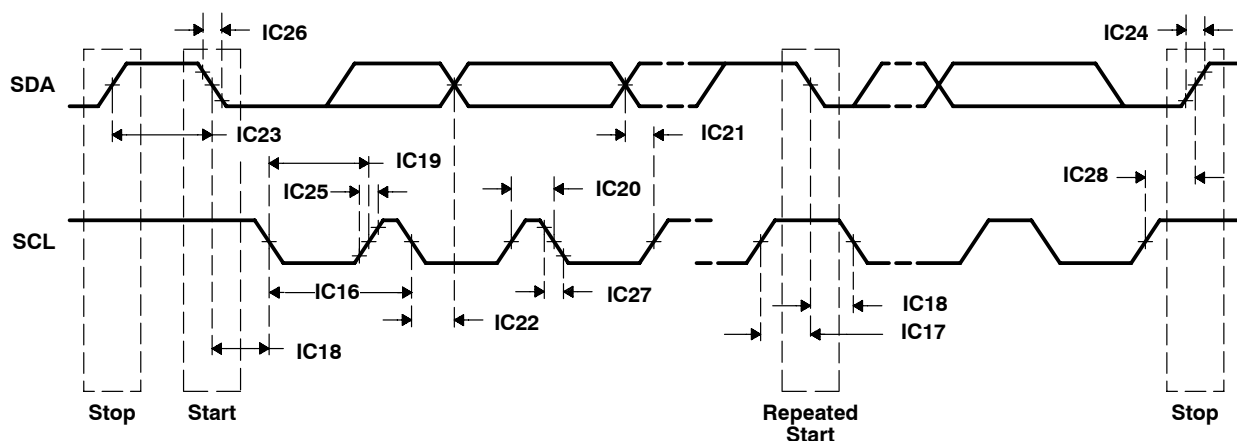 IC26
IC24
SDA
IC23
IC21
IC19
IC25
IC20
IC28
SCL
IC16
IC27
IC22
IC18
IC18
IC17
Stop
Start
Repeated
Start
Stop